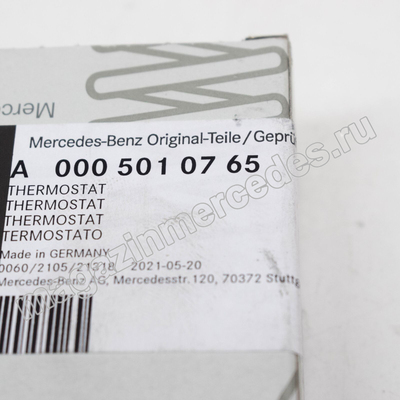 Merce
Mercedes-Benz Original-Teile/Geprü
A 000 501 07 65
THERMOSTAT
THERMOSTAT
THERMOSTAT
TERMOSTATO
Made in GERMANY
0060/2105/21318 2021-05-20
Mercedes-Benz AG, Mercedesstr.120, 70372 Stuttg
magazinmercedes.ru